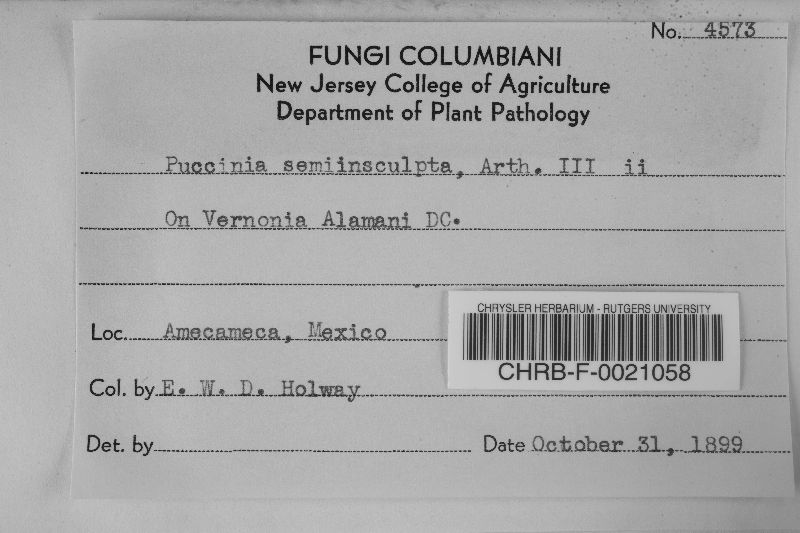 No. 4573
FUNGI COLUMBIANI
New Jersey College of Agriculture
Department of Plant Pathology
Puccinia semiinsculpta, Arth. III ii
On Vernonia Alamani DC.
Loc. Amecameca, Mexico
CHRYSLER HERBARIUM - RUTGERS UNIVERSITY
CHRB-F-0021058
Col. by E. W. D. Holway
Det. by
Date October 31, 1899